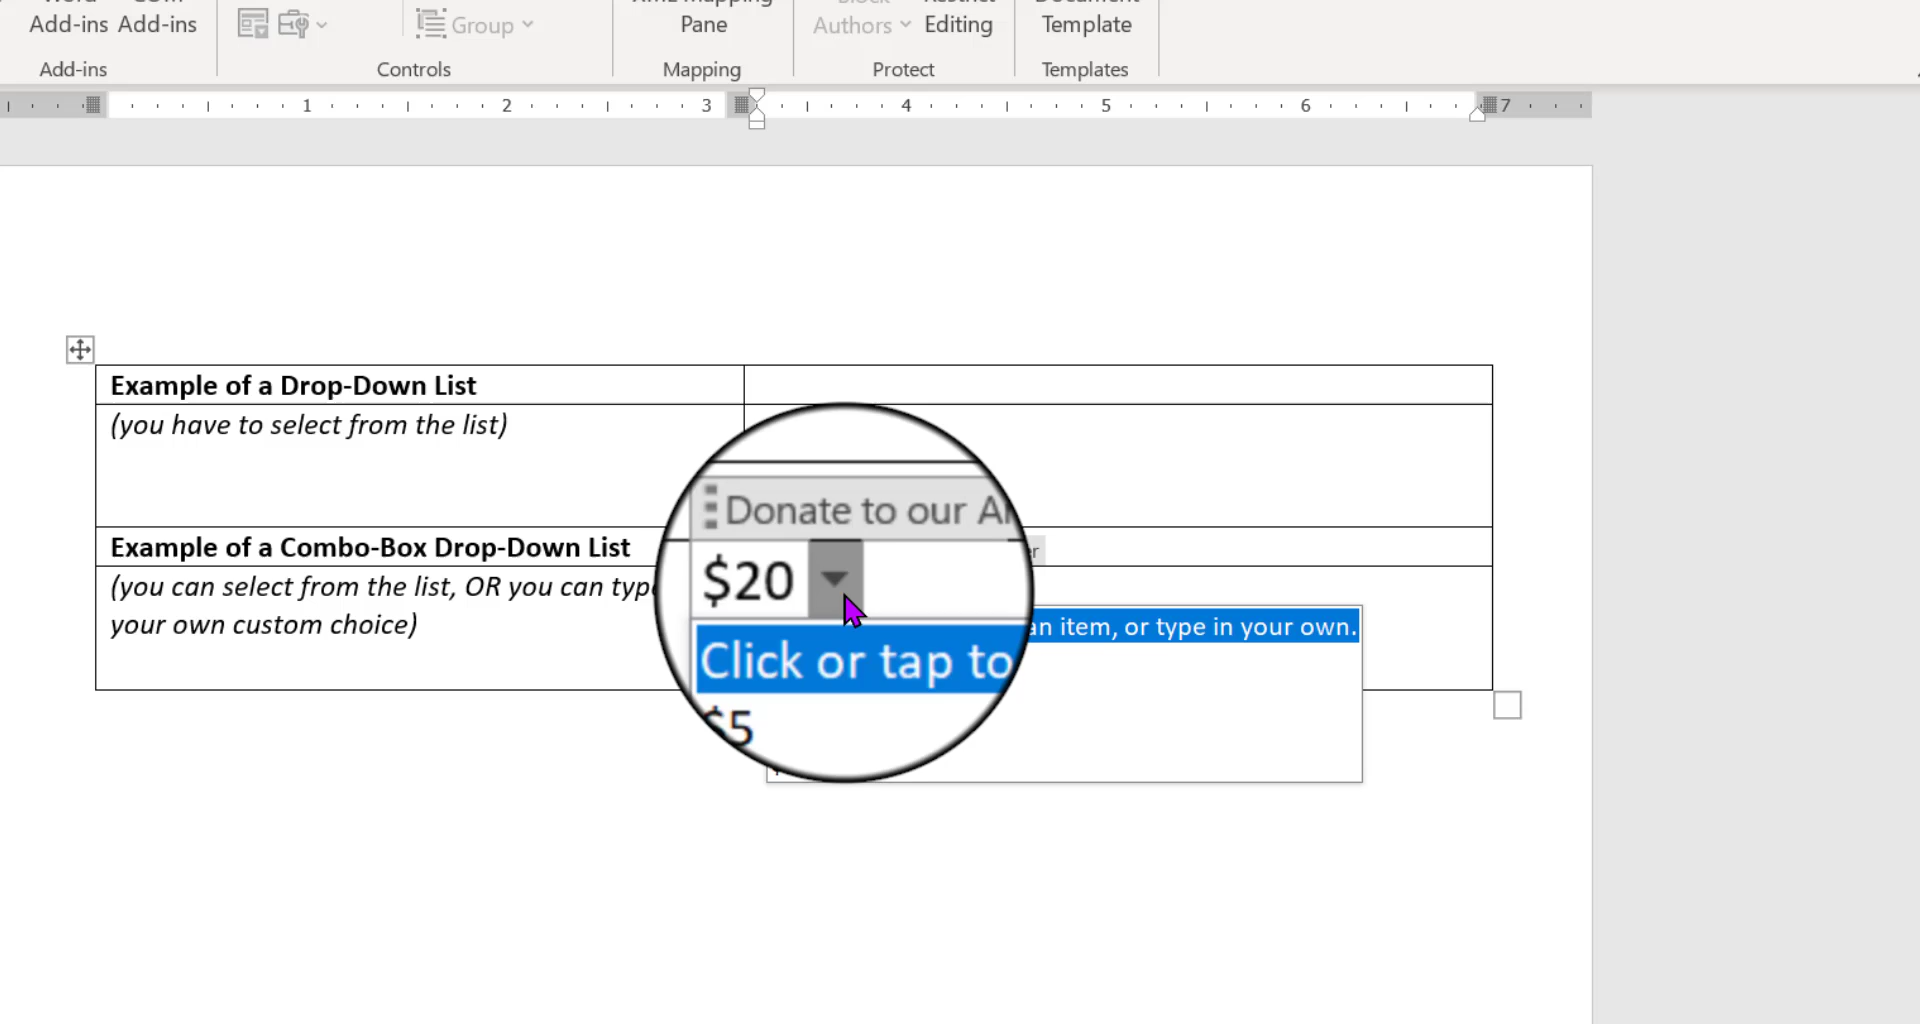 Add-ins Add-ins Group Pane Authors Editing Template
Add-ins Controls Mapping Protect Templates
1 2 3 4 5 6 7
Example of a Drop-Down List
(you have to select from the list)
Donate to our
Example of a Combo-Box Drop-Down List
$20
(you can select from the list, OR you can type
your own custom choice)
Click or tap to an item, or type in your own.
$5